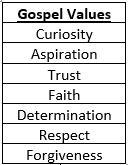 Gospel Values
Curiosity
Aspiration
Trust
Faith
Determination
Respect
Forgiveness